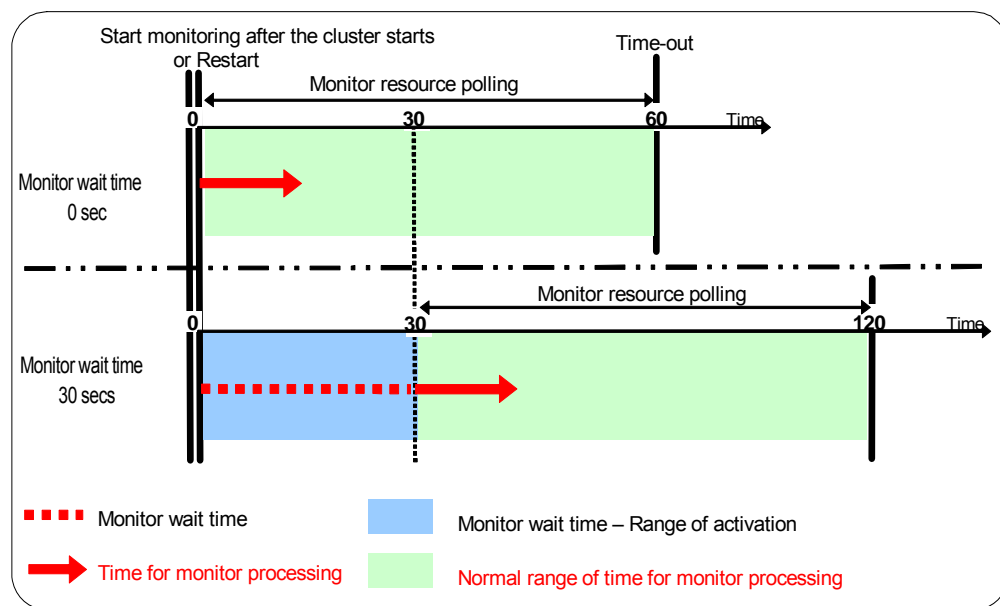 Start monitoring after the cluster starts
or Restart
Time-out
Monitor resource polling
0
30
60
Time
Monitor wait time
0 sec
Monitor resource polling
0
30
120
Time
Monitor wait time
30 secs
Monitor wait time
Monitor wait time – Range of activation
Time for monitor processing
Normal range of time for monitor processing